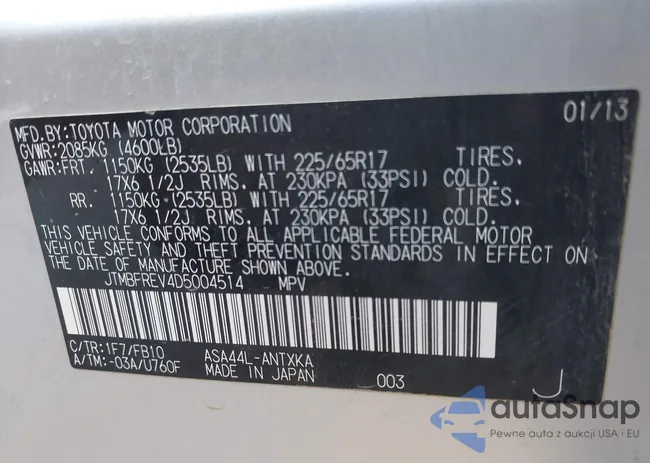 MFD.BY:TOYOTA MOTOR CORPORATION 01/13
GVWR:2085KG (4600LB)
GAWR:FRT. 1150KG (2535LB) WITH 225/65R17 TIRES.
17X6 1/2J RIMS. AT 230KPA (33PSI) COLD.
RR. 1150KG (2535LB) WITH 225/65R17 TIRES.
17X6 1/2J RIMS. AT 230KPA (33PSI) COLD.
THIS VEHICLE CONFORMS TO ALL APPLICABLE FEDERAL MOTOR
VEHICLE SAFETY AND THEFT PREVENTION STANDARDS IN EFFECT ON
THE DATE OF MANUFACTURE SHOWN ABOVE.
JTMBFREV4D5004514 MPV
C/TR:1F7/FB10 ASA44L-ANTXKA
A/TM:-03A/U760F MADE IN JAPAN 003 J
autoSnap
Pewne auta z aukcji USA i EU